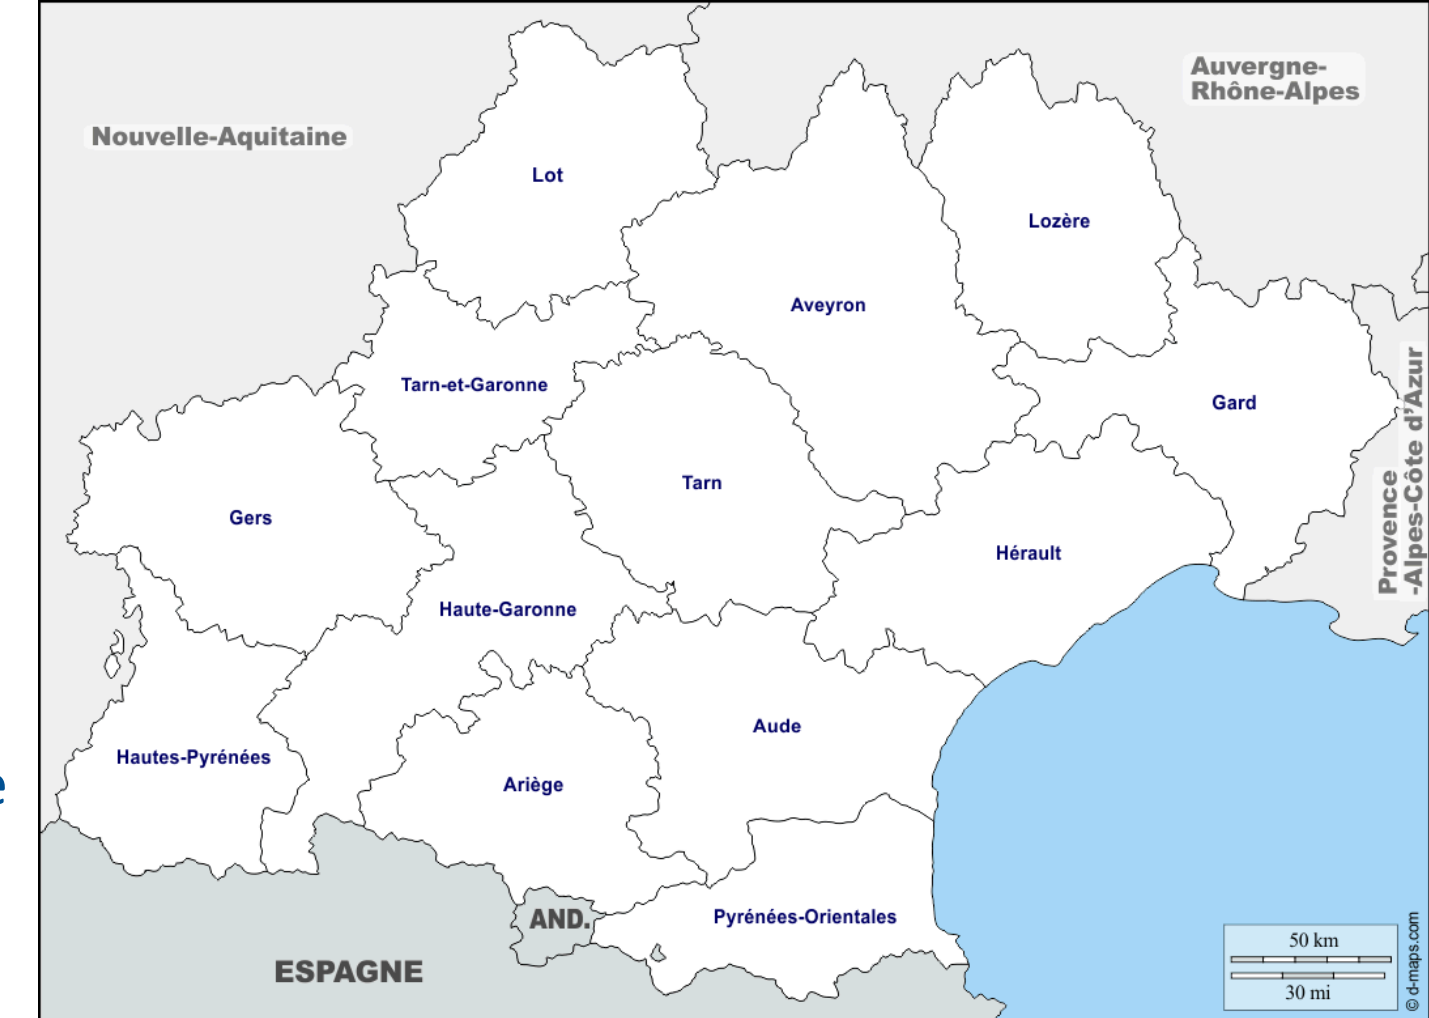 Auvergne-
Rhône-Alpes
Nouvelle-Aquitaine
Lot
Lozère
Aveyron
Tarn-et-Garonne
Gard
Provence
-Alpes-Côte d’Azur
Tarn
Gers
Hérault
Haute-Garonne
Aude
Hautes-Pyrénées
Ariège
e
Pyrénées-Orientales
AND.
ESPAGNE
50 km
30 mi
© d-maps.com